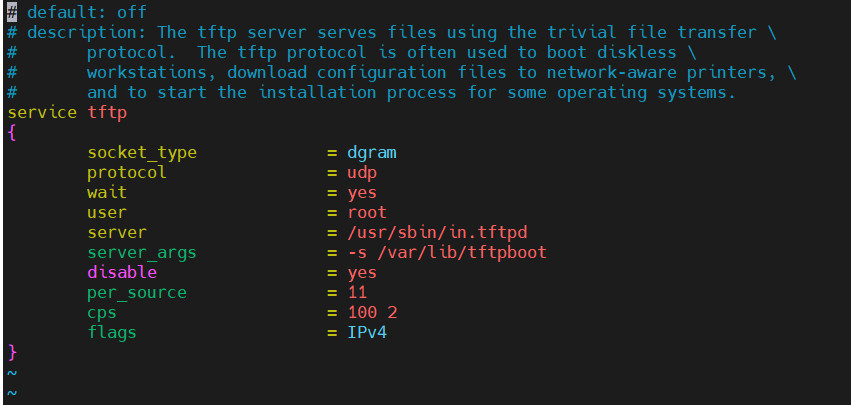 # default: off
# description: The tftp server serves files using the trivial file transfer \
#       protocol.  The tftp protocol is often used to boot diskless \
#       workstations, download configuration files to network-aware printers, \
#       and to start the installation process for some operating systems.
service tftp
{
        socket_type             = dgram
        protocol                = udp
        wait                    = yes
        user                    = root
        server                  = /usr/sbin/in.tftpd
        server_args             = -s /var/lib/tftpboot
        disable                 = yes
        per_source              = 11
        cps                     = 100 2
        flags                   = IPv4
}
~
~